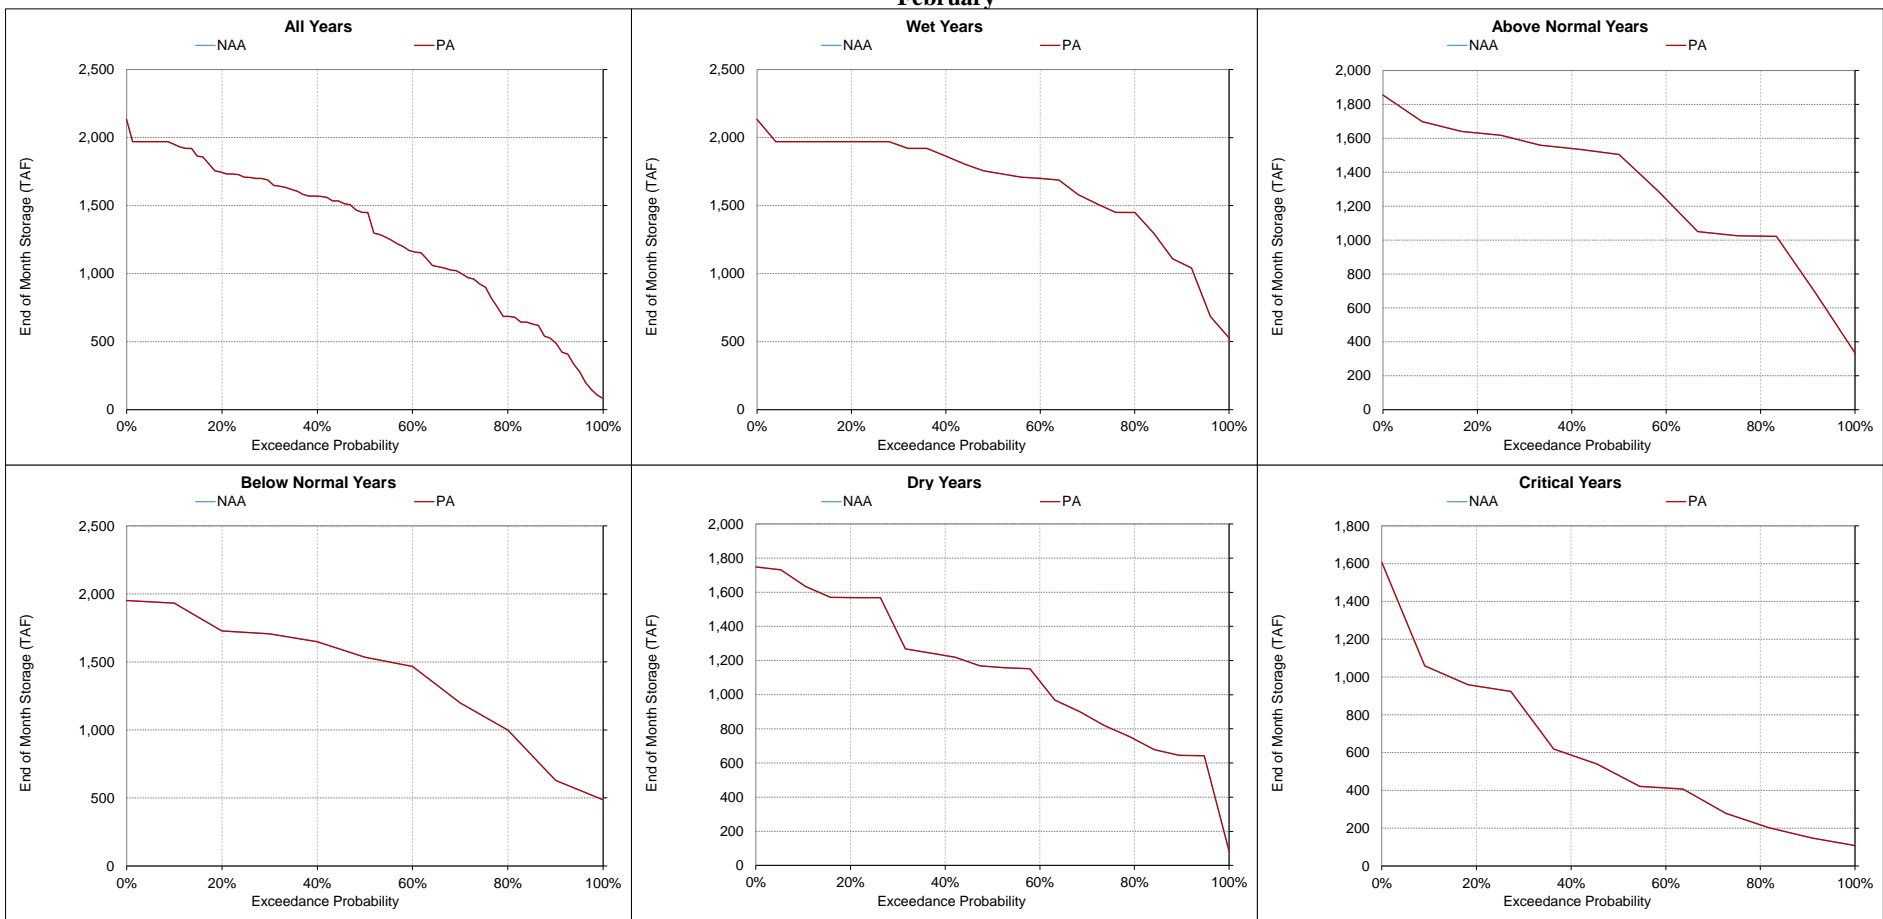 February
All Years
NAA PA
2,500
2,000
1,500
1,000
500
0
End of Month Storage (TAF)
0% 20% 40% 60% 80% 100%
Exceedance Probability
Wet Years
NAA PA
2,500
2,000
1,500
1,000
500
0
End of Month Storage (TAF)
0% 20% 40% 60% 80% 100%
Exceedance Probability
Above Normal Years
NAA PA
2,000
1,800
1,600
1,400
1,200
1,000
800
600
400
200
0
End of Month Storage (TAF)
0% 20% 40% 60% 80% 100%
Exceedance Probability
Below Normal Years
NAA PA
2,500
2,000
1,500
1,000
500
0
End of Month Storage (TAF)
0% 20% 40% 60% 80% 100%
Exceedance Probability
Dry Years
NAA PA
2,000
1,800
1,600
1,400
1,200
1,000
800
600
400
200
0
End of Month Storage (TAF)
0% 20% 40% 60% 80% 100%
Exceedance Probability
Critical Years
NAA PA
1,800
1,600
1,400
1,200
1,000
800
600
400
200
0
End of Month Storage (TAF)
0% 20% 40% 60% 80% 100%
Exceedance Probability